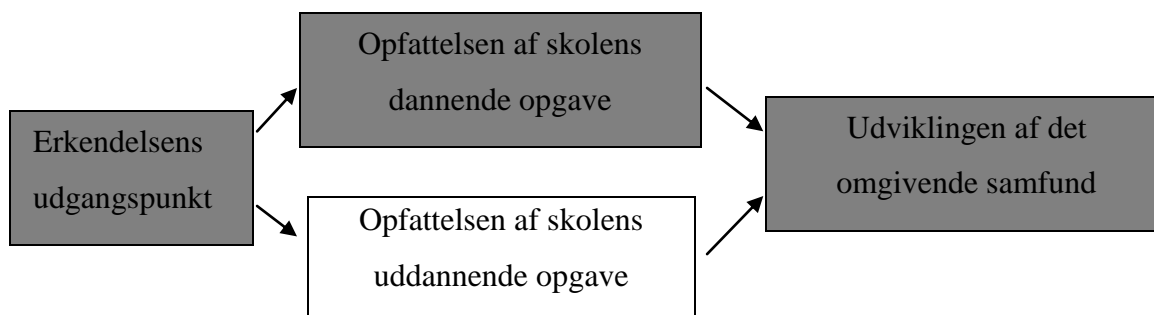 Erkendelsens
udgangspunkt
Opfattelsen af skolens
dannende opgave
Opfattelsen af skolens
uddannende opgave
Udviklingen af det
omgivende samfund